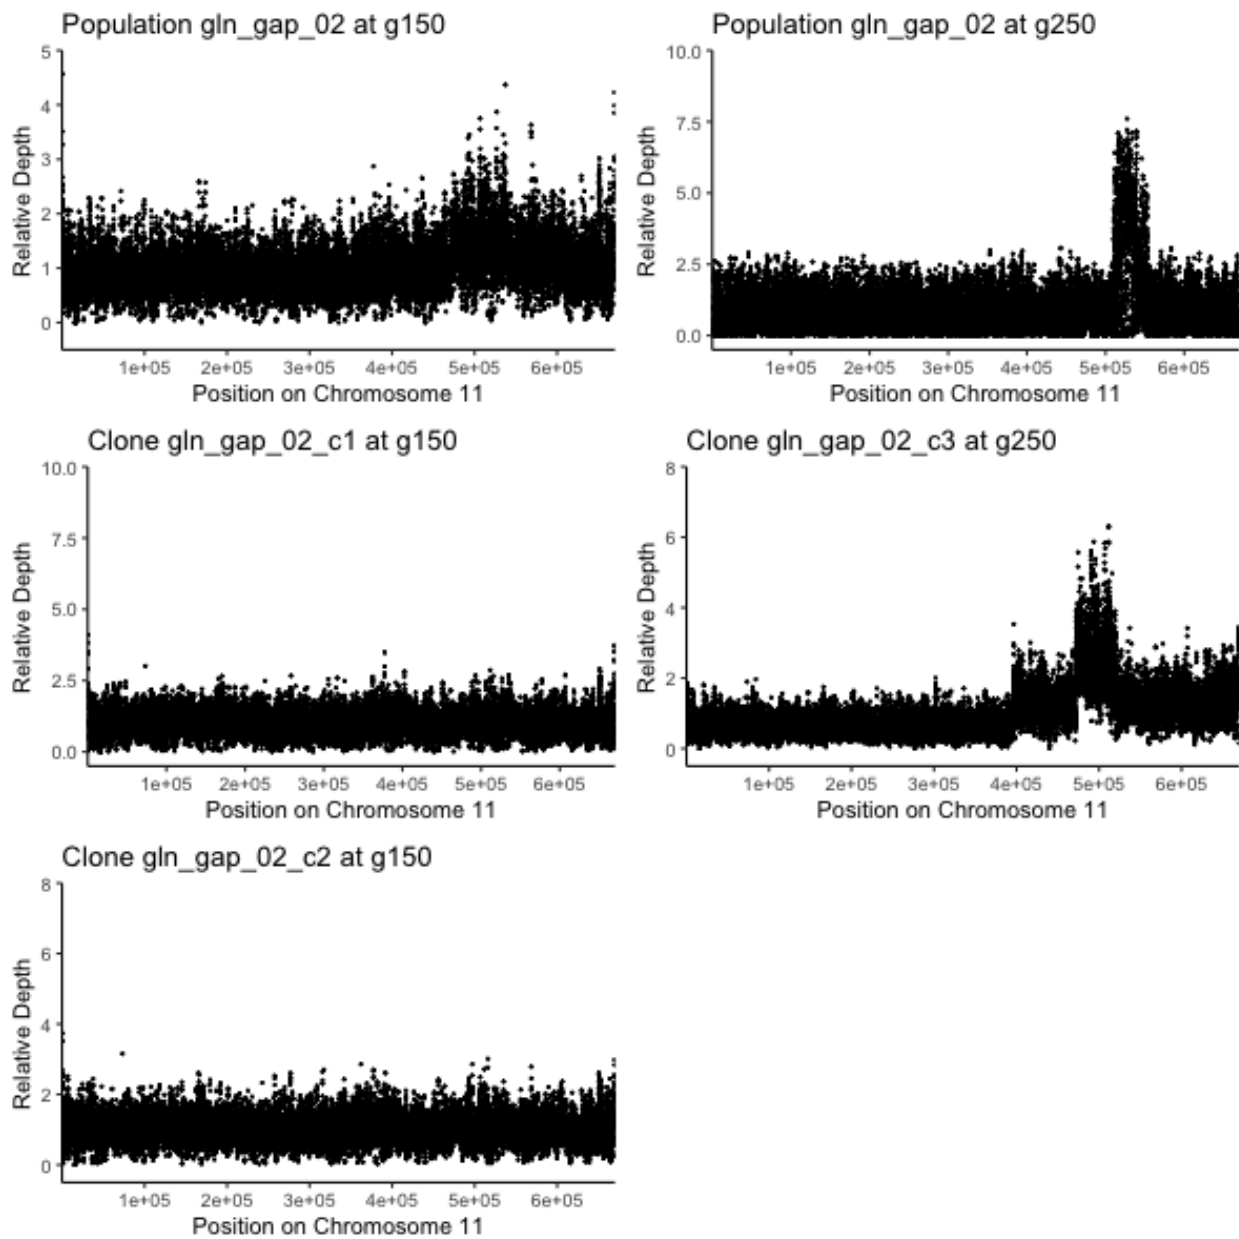 Population gln_gap_02 at g150
5
4
3
2
1
0
Relative Depth
1e+05 2e+05 3e+05 4e+05 5e+05 6e+05
Position on Chromosome 11
Population gln_gap_02 at g250
10.0
7.5
5.0
2.5
0.0
Relative Depth
1e+05 2e+05 3e+05 4e+05 5e+05 6e+05
Position on Chromosome 11
Clone gln_gap_02_c1 at g150
10.0
7.5
5.0
2.5
0.0
Relative Depth
1e+05 2e+05 3e+05 4e+05 5e+05 6e+05
Position on Chromosome 11
Clone gln_gap_02_c3 at g250
8
6
4
2
0
Relative Depth
1e+05 2e+05 3e+05 4e+05 5e+05 6e+05
Position on Chromosome 11
Clone gln_gap_02_c2 at g150
8
6
4
2
0
Relative Depth
1e+05 2e+05 3e+05 4e+05 5e+05 6e+05
Position on Chromosome 11